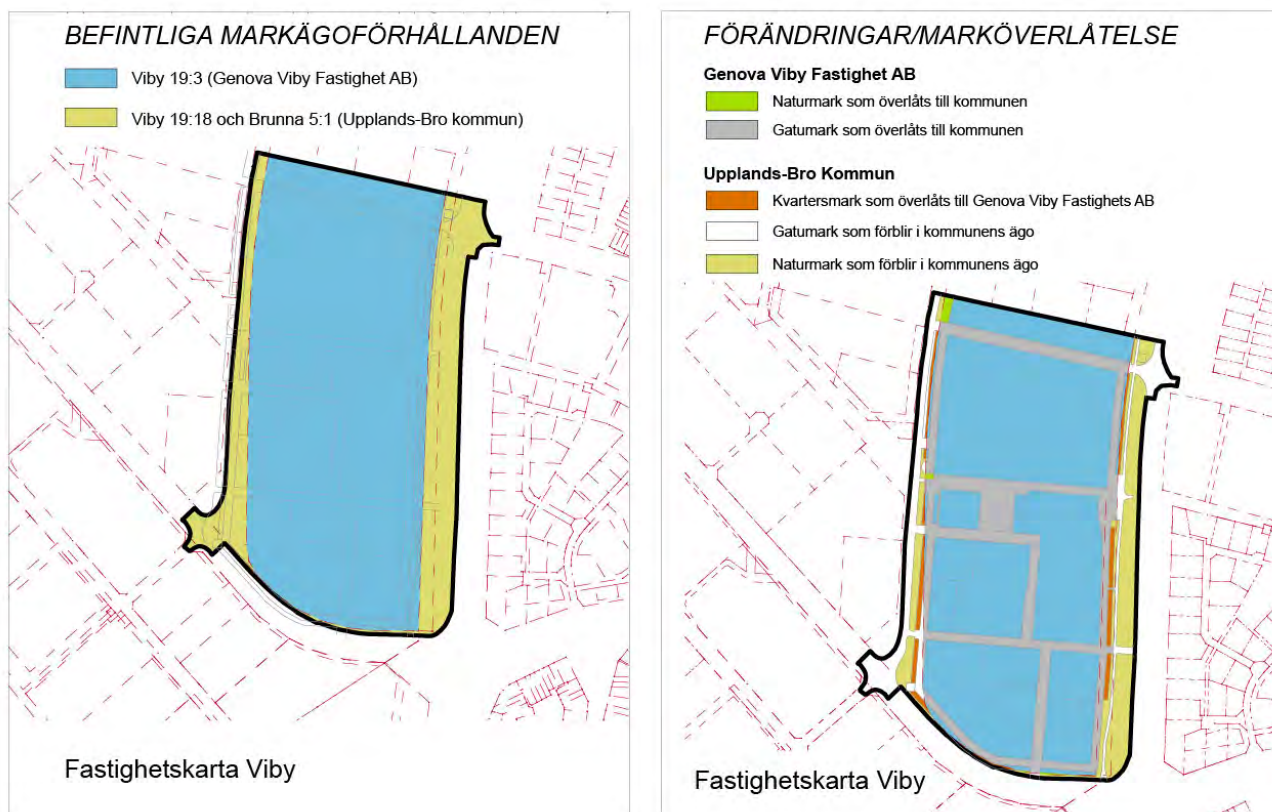 BEFINTLIGA MARKÄGOFÖRHÅLLANDEN
Viby 19:3 (Genova Viby Fastighet AB)
Viby 19:18 och Brunna 5:1 (Upplands-Bro kommun)
Fastighetskarta Viby
FÖRÄNDRINGAR/MARKÖVERLÅTELSE
Genova Viby Fastighet AB
Naturmark som överlåts till kommunen
Gatumark som överlåts till kommunen
Upplands-Bro Kommun
Kvartersmark som överlåts till Genova Viby Fastighets AB
Gatumark som förblir i kommunens ägo
Naturmark som förblir i kommunens ägo
Fastighetskarta Viby